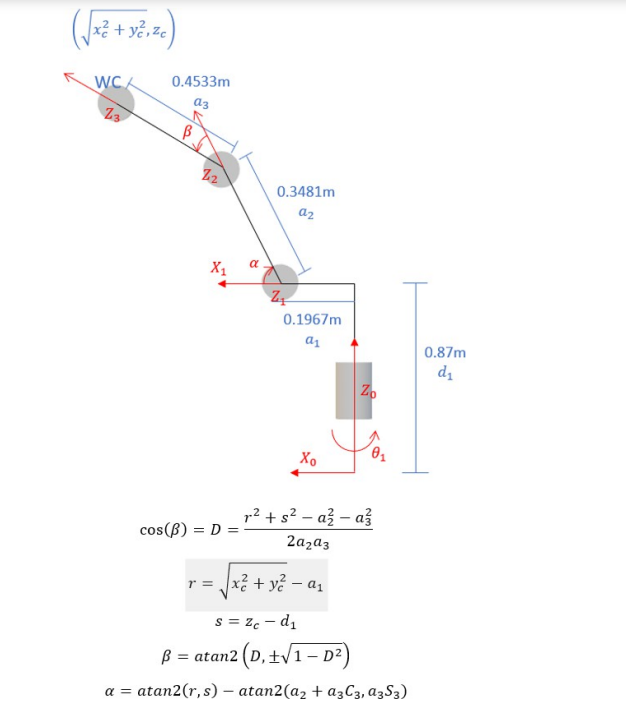 (√x_c² + y_c², z_c)
WC
0.4533m
a₃
Z₃
β
Z₂
0.3481m
a₂
X₁
α
Z₁
0.1967m
a₁
0.87m
d₁
Z₀
X₀
θ₁
cos(β) = D = (r² + s² − a₂² − a₃²) / (2a₂a₃)
r = √(x_c² + y_c²) − a₁
s = z_c − d₁
β = atan2(D, ±√(1 − D²))
α = atan2(r, s) − atan2(a₂ + a₃C₃, a₃S₃)